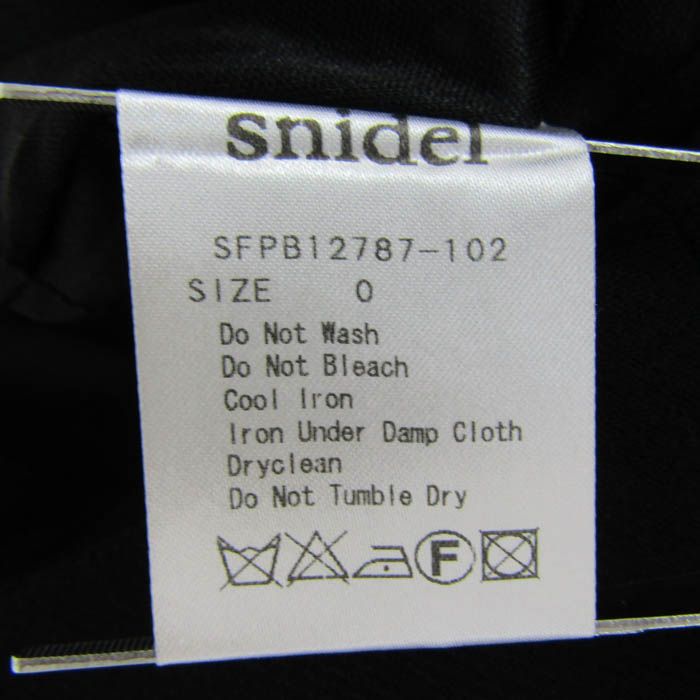 snidel
SFPB12787-102
SIZE 0
Do Not Wash
Do Not Bleach
Cool Iron
Iron Under Damp Cloth
Dryclean
Do Not Tumble Dry
F